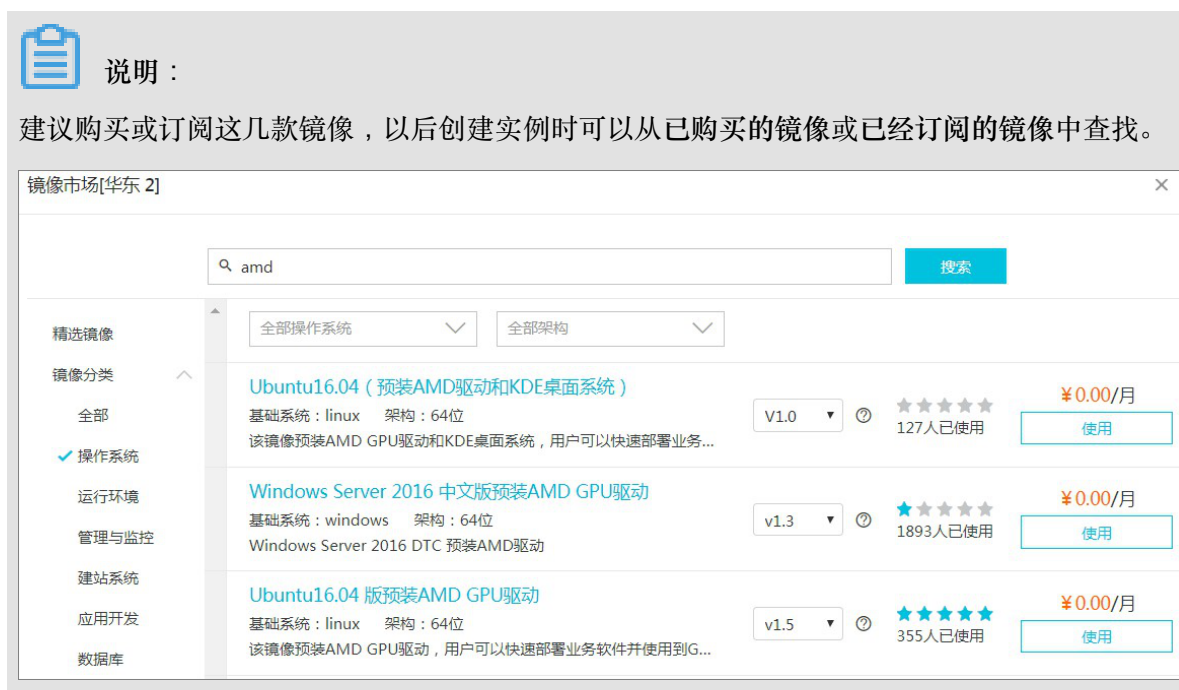 说明：
建议购买或订阅这几款镜像，以后创建实例时可以从已购买的镜像或已经订阅的镜像中查找。
镜像市场[华东 2]
amd
搜索
全部操作系统
全部架构
精选镜像
镜像分类
全部
操作系统
运行环境
管理与监控
建站系统
应用开发
数据库
Ubuntu16.04（预装AMD驱动和KDE桌面系统）
基础系统：linux 架构：64位
该镜像预装AMD GPU驱动和KDE桌面系统，用户可以快速部署业务...
V1.0
127人已使用
¥0.00/月
使用
Windows Server 2016 中文版预装AMD GPU驱动
基础系统：windows 架构：64位
Windows Server 2016 DTC 预装AMD驱动
v1.3
1893人已使用
¥0.00/月
使用
Ubuntu16.04 版预装AMD GPU驱动
基础系统：linux 架构：64位
该镜像预装AMD GPU驱动，用户可以快速部署业务软件并使用到G...
v1.5
355人已使用
¥0.00/月
使用